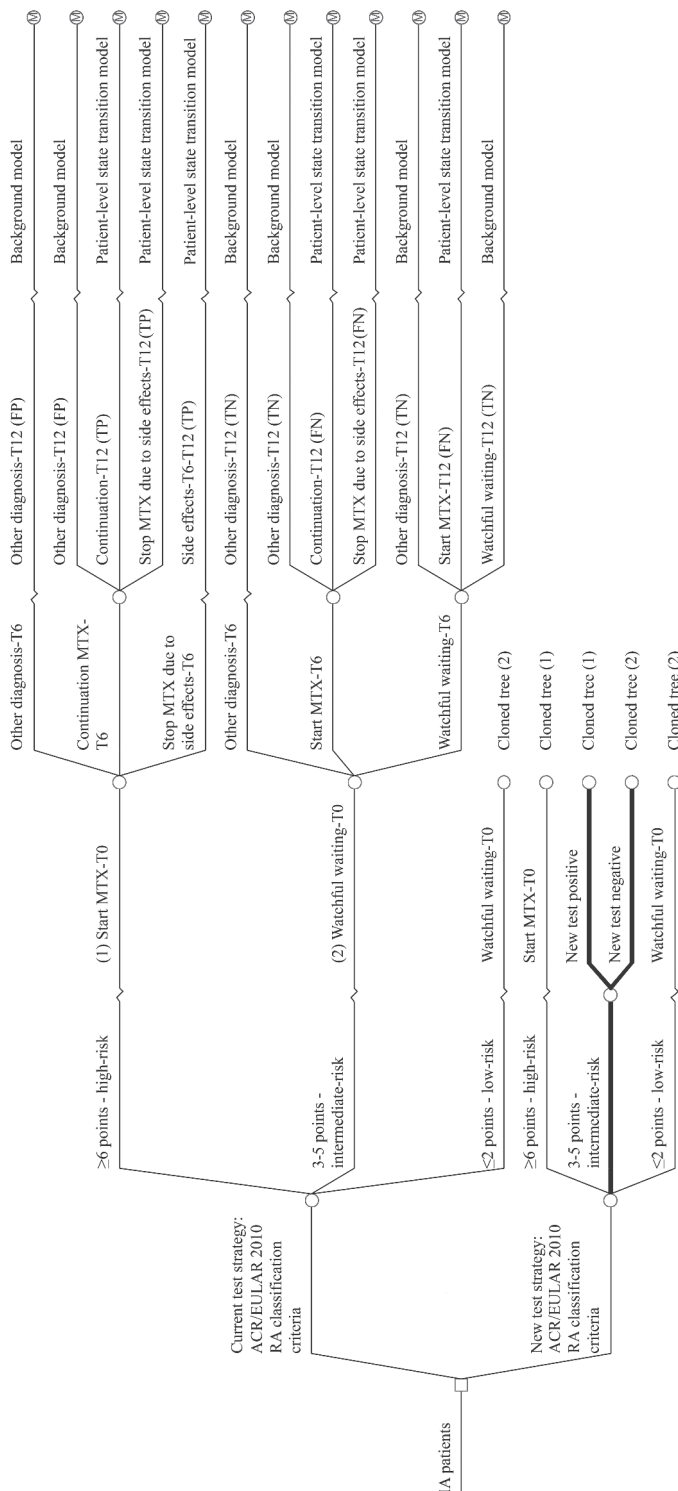 IA patients
Current test strategy:
ACR/EULAR 2010
RA classification
criteria
≥6 points - high-risk
(1) Start MTX-T0
Other diagnosis-T6
Other diagnosis-T12 (FP)
Background model
M
Continuation MTX-
T6
Other diagnosis-T12 (FP)
Background model
M
Continuation-T12 (TP)
Patient-level state transition model
M
Stop MTX due to side effects-T12 (TP)
Patient-level state transition model
M
Stop MTX due to
side effects-T6
Side effects-T6-T12 (TP)
Patient-level state transition model
M
3-5 points -
intermediate-risk
(2) Watchful waiting-T0
Other diagnosis-T6
Other diagnosis-T12 (TN)
Background model
M
Start MTX-T6
Other diagnosis-T12 (TN)
Background model
M
Continuation-T12 (FN)
Patient-level state transition model
M
Stop MTX due to side effects-T12 (FN)
Patient-level state transition model
M
Watchful waiting-T6
Other diagnosis-T12 (TN)
Background model
M
Start MTX-T12 (FN)
Patient-level state transition model
M
Watchful waiting-T12 (TN)
Background model
M
≤2 points - low-risk
Watchful waiting-T0
Cloned tree (2)
New test strategy:
ACR/EULAR 2010
RA classification
criteria
≥6 points - high-risk
Start MTX-T0
Cloned tree (1)
3-5 points -
intermediate-risk
New test positive
Cloned tree (1)
New test negative
Cloned tree (2)
≤2 points - low-risk
Watchful waiting-T0
Cloned tree (2)